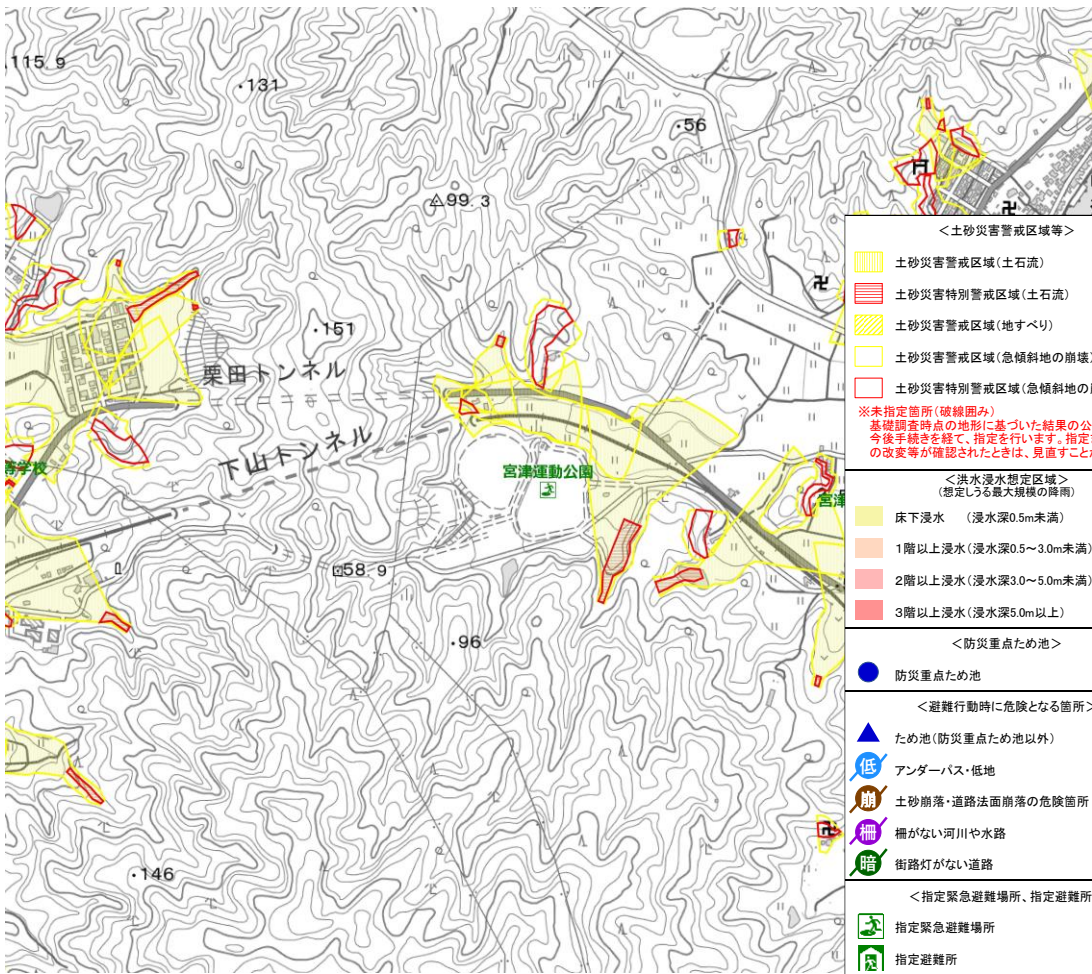 115.9
・131
100
・56
△99.3
・151
栗田トンネル
下山トンネル
宮津運動公園
等学校
宮津
58.9
・96
・146
＜土砂災害警戒区域等＞
土砂災害警戒区域(土石流)
土砂災害特別警戒区域(土石流)
土砂災害警戒区域(地すべり)
土砂災害警戒区域(急傾斜地の崩壊)
土砂災害特別警戒区域(急傾斜地の
※未指定箇所(破線囲み)
基礎調査時点の地形に基づいた結果の公
今後手続きを経て、指定を行います。指定
の改変等が確認されたときは、見直すこと
＜洪水浸水想定区域＞
(想定しうる最大規模の降雨)
床下浸水　(浸水深0.5m未満)
1階以上浸水(浸水深0.5～3.0m未満)
2階以上浸水(浸水深3.0～5.0m未満)
3階以上浸水(浸水深5.0m以上)
＜防災重点ため池＞
防災重点ため池
＜避難行動時に危険となる箇所＞
ため池(防災重点ため池以外)
低 アンダーパス・低地
崩 土砂崩落・道路法面崩落の危険箇所
柵 柵がない河川や水路
暗 街路灯がない道路
＜指定緊急避難場所、指定避難所
指定緊急避難場所
指定避難所